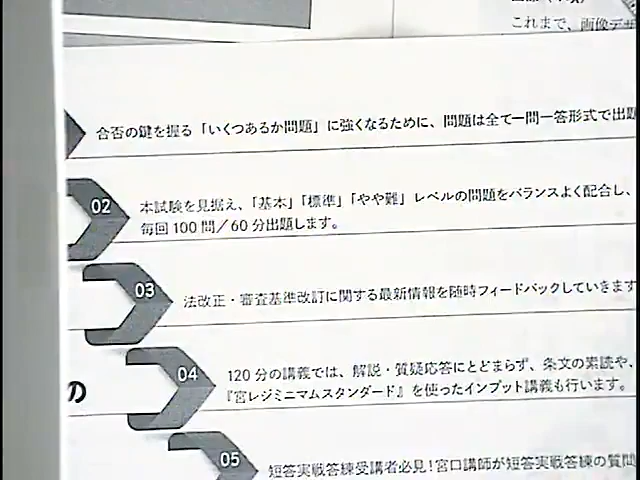 これまで、画像デザ
合否の鍵を握る「いくつあるか問題」に強くなるために、問題は全て一問一答形式で出題
02
本試験を見据え、「基本」「標準」「やや難」レベルの問題をバランスよく配合し、
毎回100問/60分出題します。
03
法改正・審査基準改訂に関する最新情報を随時フィードバックしていきます
の
04
120分の講義では、解説・質疑応答にとどまらず、条文の素読や、
『宮レジミニマムスタンダード』を使ったインプット講義も行います。
05
短答実戦答練受講者必見!宮口講師が短答実戦答練の質問